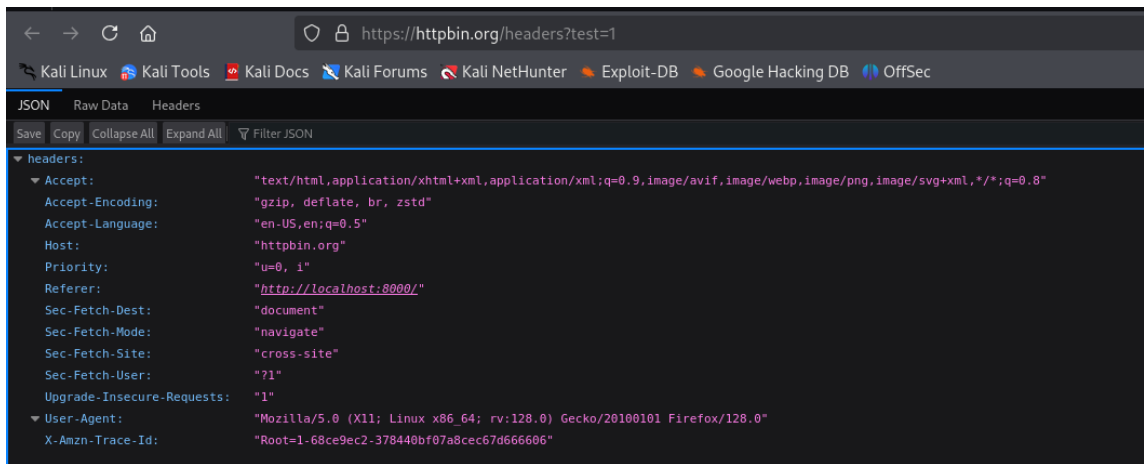 https://httpbin.org/headers?test=1
Kali Linux Kali Tools Kali Docs Kali Forums Kali NetHunter Exploit-DB Google Hacking DB OffSec
JSON Raw Data Headers
Save Copy Collapse All Expand All Filter JSON
headers:
Accept: "text/html,application/xhtml+xml,application/xml;q=0.9,image/avif,image/webp,image/png,image/svg+xml,*/*;q=0.8"
Accept-Encoding: "gzip, deflate, br, zstd"
Accept-Language: "en-US,en;q=0.5"
Host: "httpbin.org"
Priority: "u=0, i"
Referer: "http://localhost:8000/"
Sec-Fetch-Dest: "document"
Sec-Fetch-Mode: "navigate"
Sec-Fetch-Site: "cross-site"
Sec-Fetch-User: "?1"
Upgrade-Insecure-Requests: "1"
User-Agent: "Mozilla/5.0 (X11; Linux x86_64; rv:128.0) Gecko/20100101 Firefox/128.0"
X-Amzn-Trace-Id: "Root=1-68ce9ec2-378440bf07a8cec67d666606"